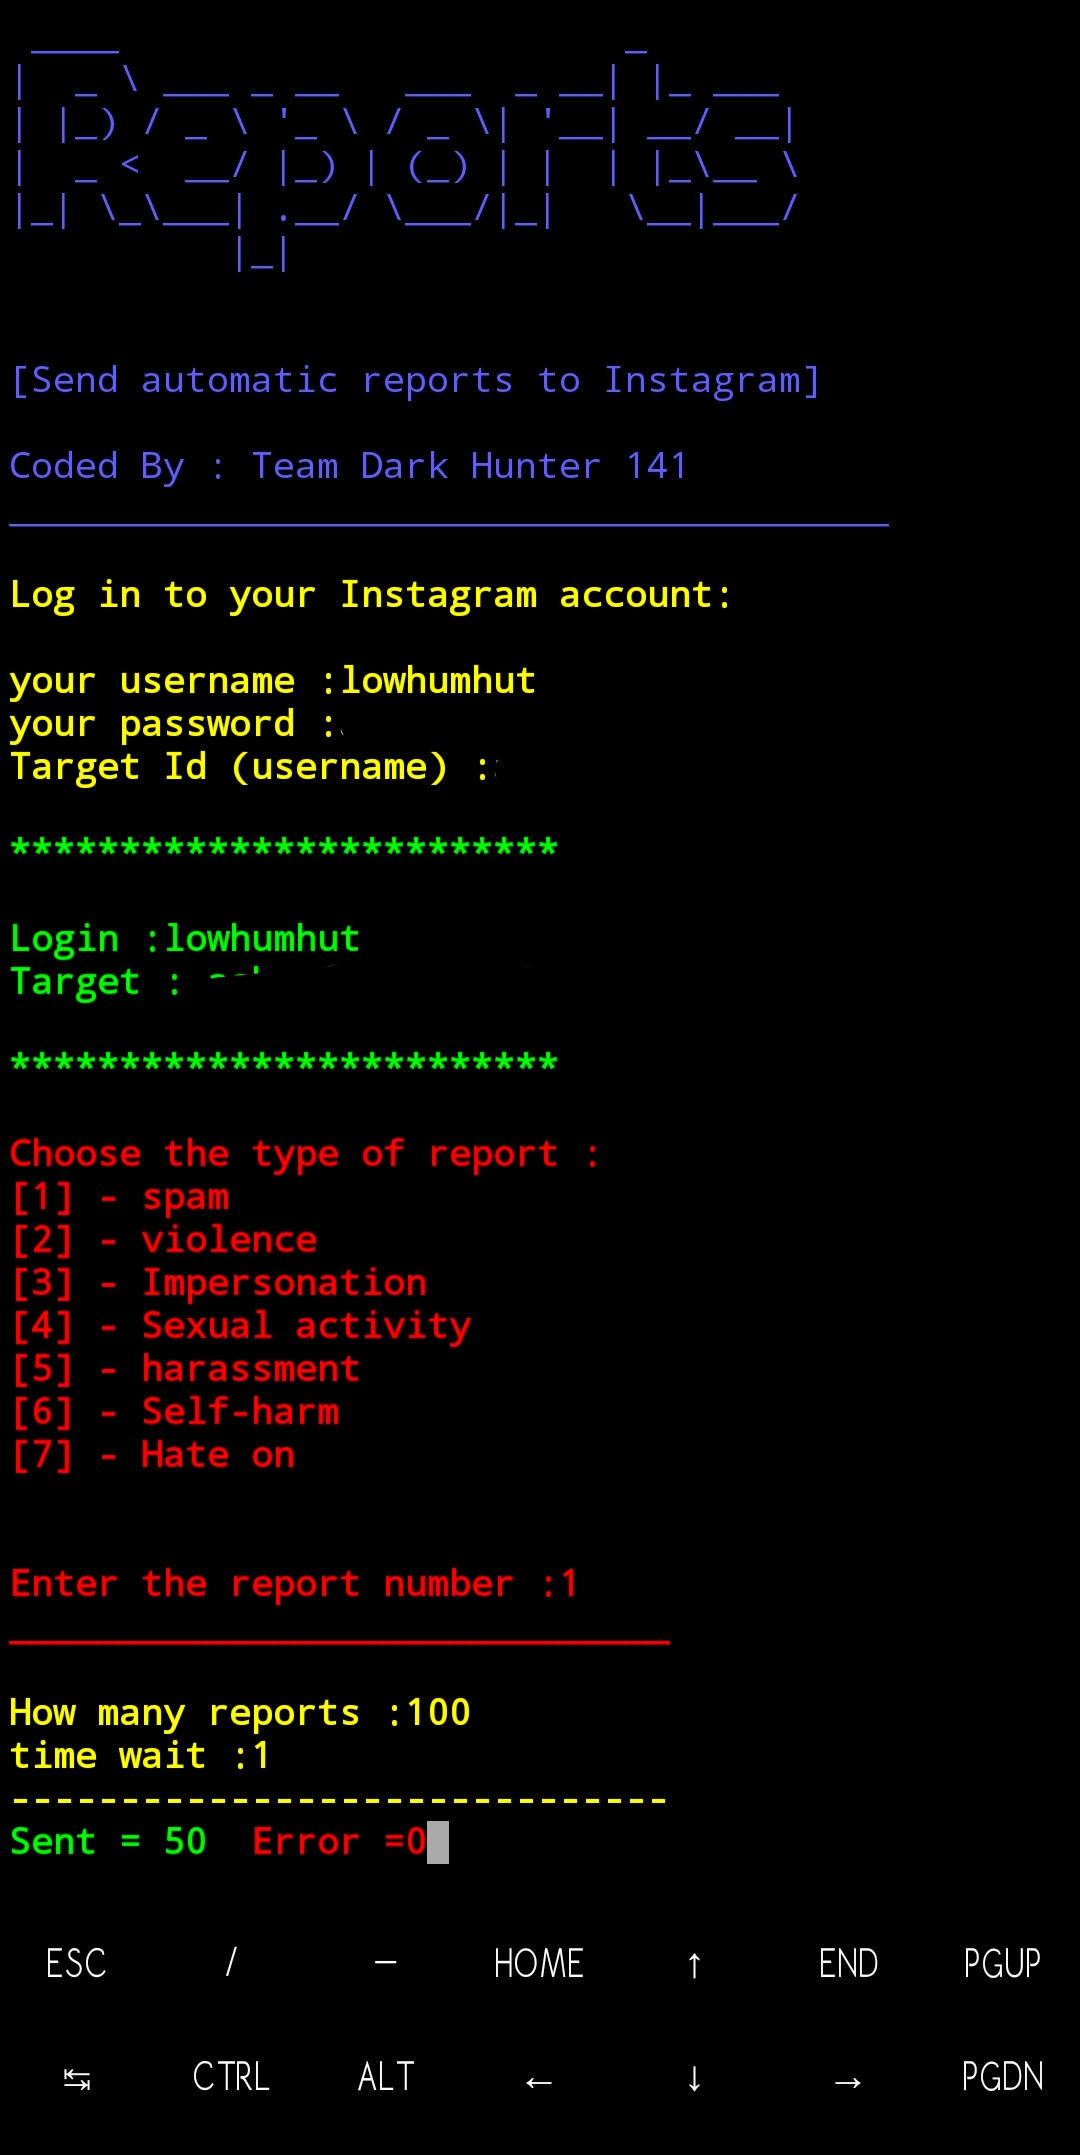 Reports
[Send automatic reports to Instagram]
Coded By : Team Dark Hunter 141
Log in to your Instagram account:
your username :lowhumhut
your password :
Target Id (username) :
*************************
Login :lowhumhut
Target :
*************************
Choose the type of report :
[1] - spam
[2] - violence
[3] - Impersonation
[4] - Sexual activity
[5] - harassment
[6] - Self-harm
[7] - Hate on
Enter the report number :1
How many reports :100
time wait :1
------------------------------
Sent = 50  Error =0
ESC / – HOME ↑ END PGUP
↹ CTRL ALT ← ↓ → PGDN